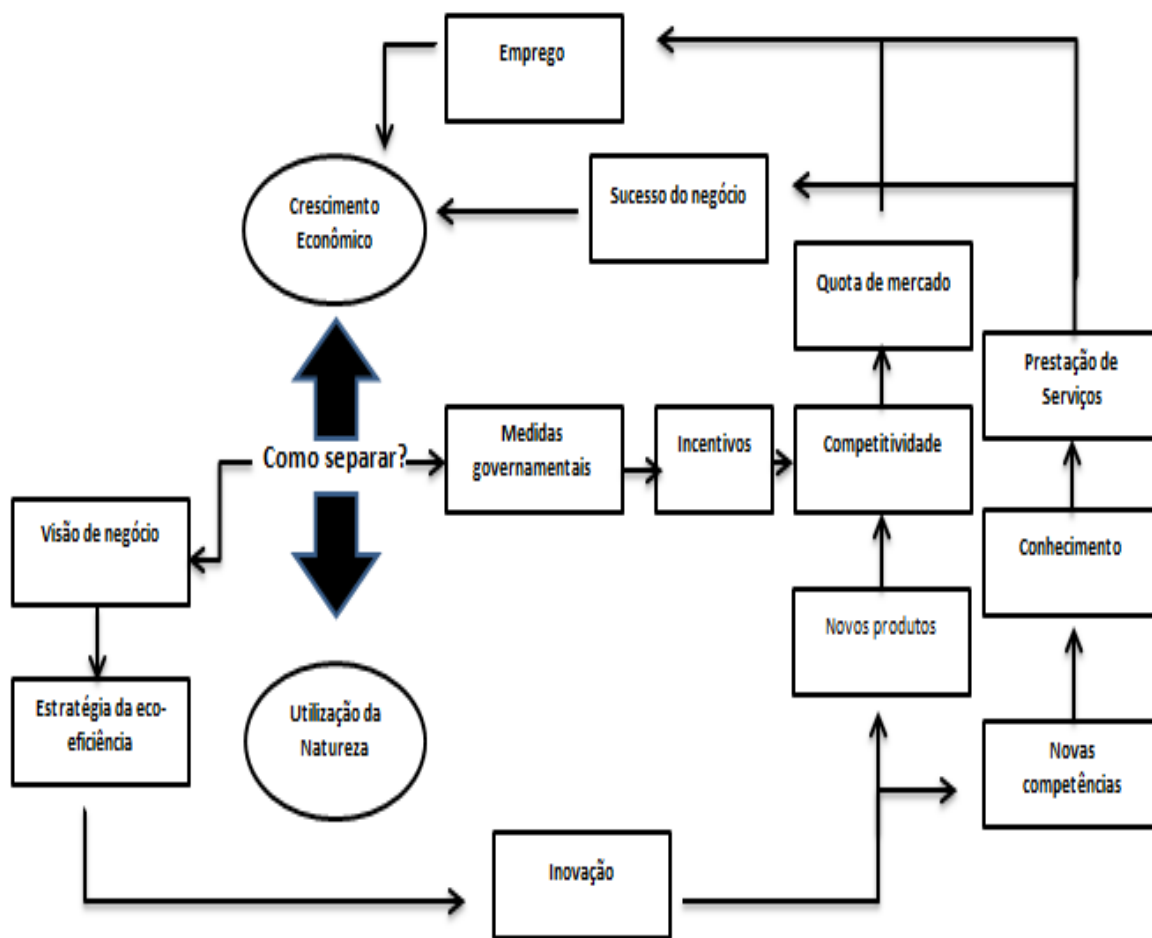 Emprego
Sucesso do negócio
Crescimento
Econômico
Quota de mercado
Prestação de
Serviços
Medidas
governamentais
Incentivos
Competitividade
Como separar?
Visão de negócio
Conhecimento
Novos produtos
Estratégia da eco-
eficiência
Utilização da
Natureza
Novas
competências
Inovação